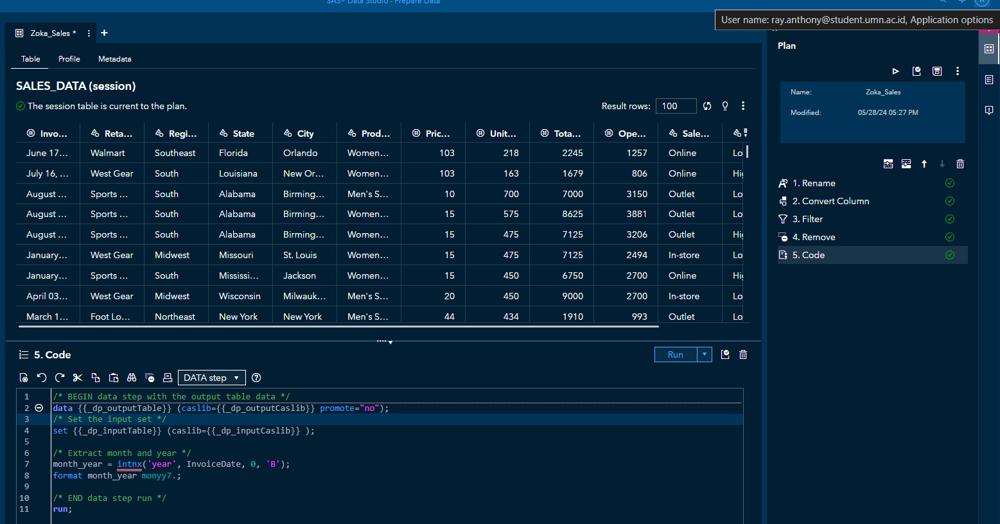 SAS® Data Studio - Prepare Data
User name: ray.anthony@student.umn.ac.id, Application options
Zoka_Sales *
Table Profile Metadata
SALES_DATA (session)
The session table is current to the plan.
Result rows: 100
Invo... Reta... Regi... State City Prod... Pric... Unit... Tota... Ope... Sale...
June 17... Walmart Southeast Florida Orlando Women... 103 218 2245 1257 Online Lo
July 16, ... West Gear South Louisiana New Or... Women... 103 163 1679 806 Online Hi
August ... Sports ... South Alabama Birming... Men's S... 10 700 7000 3150 Outlet Lo
August ... Sports ... South Alabama Birming... Women... 15 575 8625 3881 Outlet Lo
August ... Sports ... South Alabama Birming... Women... 15 475 7125 3206 Outlet Hi
January... West Gear Midwest Missouri St. Louis Women... 15 475 7125 2494 In-store Lo
January... Sports ... South Mississi... Jackson Women... 15 450 6750 2700 Online Hi
April 03... West Gear Midwest Wisconsin Milwauk... Men's S... 20 450 9000 2700 In-store Lo
March 1... Foot Lo... Northeast New York New York Men's S... 44 434 1910 993 Outlet Lo
5. Code
Run
DATA step
1 /* BEGIN data step with the output table data */
2 data {{_dp_outputTable}} (caslib={{_dp_outputCaslib}} promote="no");
3 /* Set the input set */
4 set {{_dp_inputTable}} (caslib={{_dp_inputCaslib}} );
5
6 /* Extract month and year */
7 month_year = intnx('year', InvoiceDate, 0, 'B');
8 format month_year monyy7.;
9
10 /* END data step run */
11 run;
Plan
Name: Zoka_Sales
Modified: 05/28/24 05:27 PM
1. Rename
2. Convert Column
3. Filter
4. Remove
5. Code